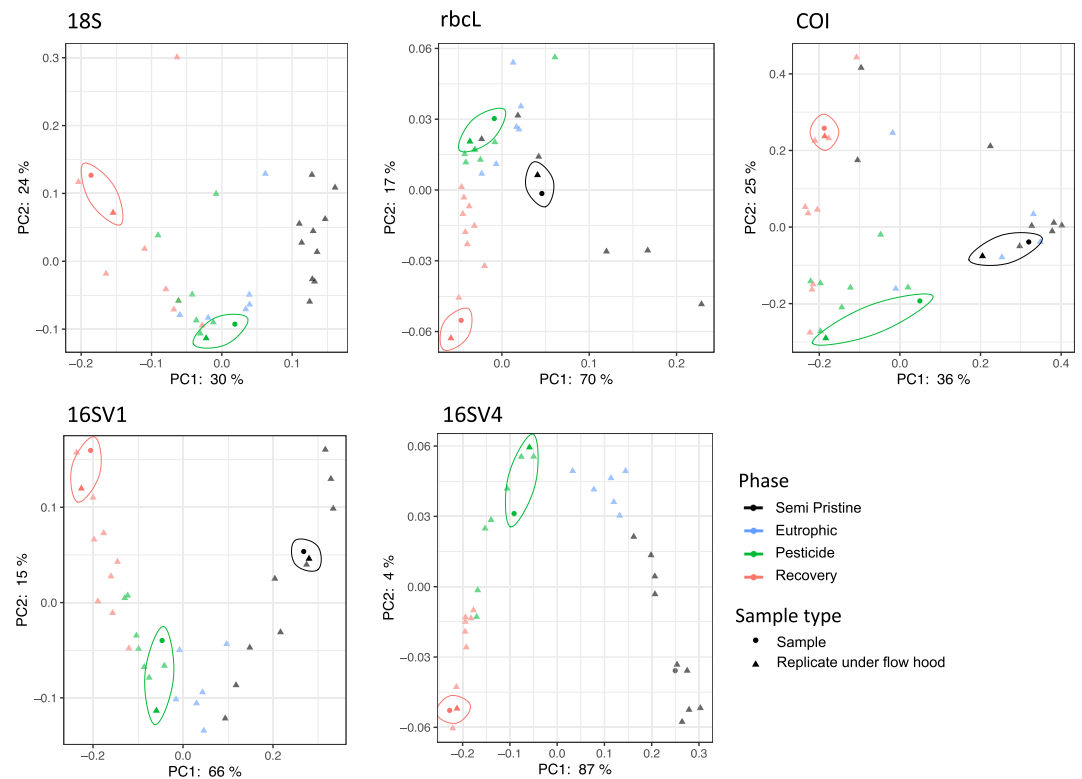 18S
0.3
0.2
0.1
0.0
−0.1
PC2: 24 %
−0.2
−0.1
0.0
0.1
PC1: 30 %
rbcL
0.06
0.03
0.00
−0.03
−0.06
PC2: 17 %
0.0
0.1
0.2
PC1: 70 %
COI
0.4
0.2
0.0
−0.2
PC2: 25 %
−0.2
0.0
0.2
0.4
PC1: 36 %
16SV1
0.1
0.0
−0.1
PC2: 15 %
−0.2
0.0
0.2
PC1: 66 %
16SV4
0.06
0.03
0.00
−0.03
−0.06
PC2: 4 %
−0.2
−0.1
0.0
0.1
0.2
0.3
PC1: 87 %
Phase
Semi Pristine
Eutrophic
Pesticide
Recovery
Sample type
Sample
Replicate under flow hood